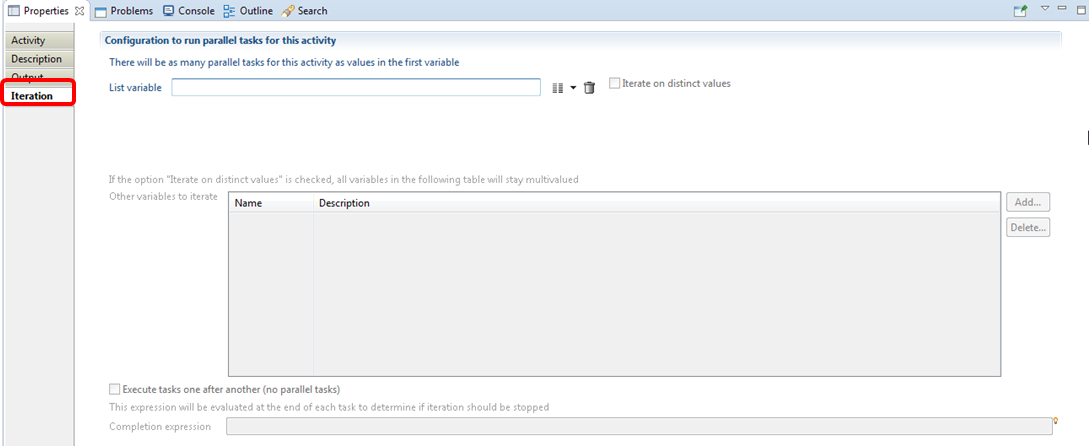 Properties Problems Console Outline Search
Activity
Description
Output
Iteration
Configuration to run parallel tasks for this activity
There will be as many parallel tasks for this activity as values in the first variable
List variable Iterate on distinct values
If the option "Iterate on distinct values" is checked, all variables in the following table will stay multivalued
Other variables to iterate Name Description Add...
Delete...
Execute tasks one after another (no parallel tasks)
This expression will be evaluated at the end of each task to determine if iteration should be stopped
Completion expression